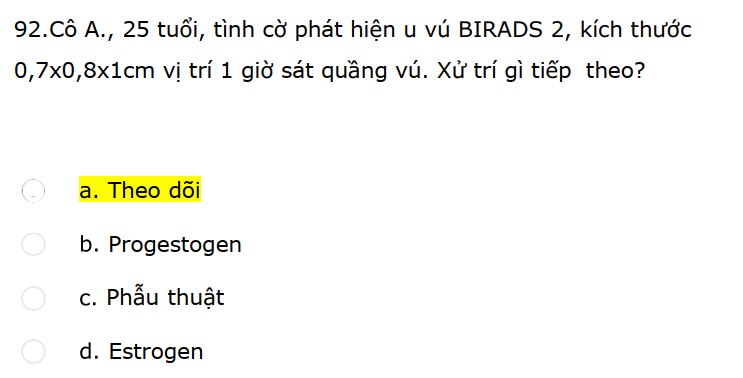 92.Cô A., 25 tuổi, tình cờ phát hiện u vú BIRADS 2, kích thước
0,7x0,8x1cm vị trí 1 giờ sát quầng vú. Xử trí gì tiếp  theo?
a. Theo dõi
b. Progestogen
c. Phẫu thuật
d. Estrogen